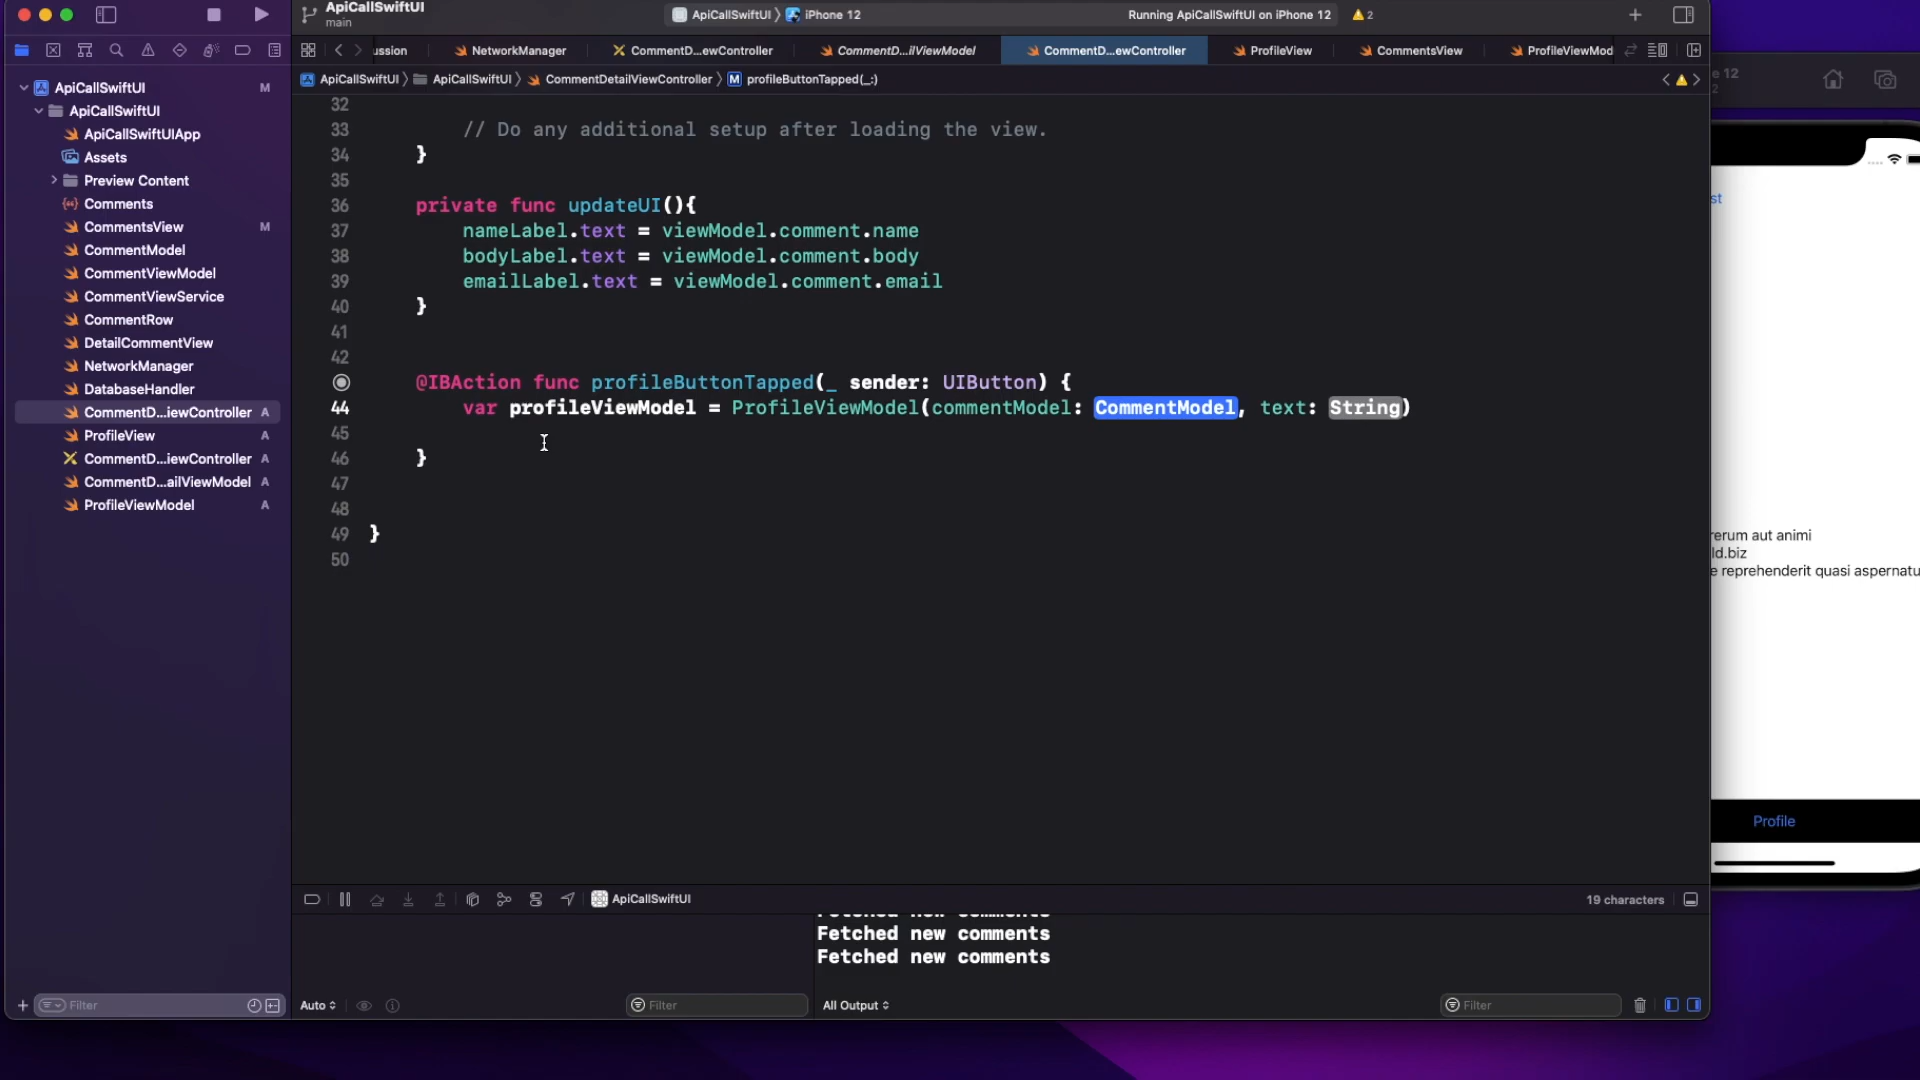 ApiCallSwiftUI
main
ApiCallSwiftUI
iPhone 12
Running ApiCallSwiftUI on iPhone 12
2
ussion
NetworkManager
CommentD...ewController
CommentD...ilViewModel
CommentD...ewController
ProfileView
CommentsView
ProfileViewMod
ApiCallSwiftUI
ApiCallSwiftUI
CommentDetailViewController
M
profileButtonTapped(_:)
ApiCallSwiftUI M
ApiCallSwiftUI
ApiCallSwiftUIApp
Assets
Preview Content
Comments
CommentsView M
CommentModel
CommentViewModel
CommentViewService
CommentRow
DetailCommentView
NetworkManager
DatabaseHandler
CommentD...iewController A
ProfileView A
CommentD...iewController A
CommentD...ailViewModel A
ProfileViewModel A
Filter
32
33 // Do any additional setup after loading the view.
34 }
35
36 private func updateUI(){
37 nameLabel.text = viewModel.comment.name
38 bodyLabel.text = viewModel.comment.body
39 emailLabel.text = viewModel.comment.email
40 }
41
42
@IBAction func profileButtonTapped(_ sender: UIButton) {
44 var profileViewModel = ProfileViewModel(commentModel: CommentModel, text: String)
45
46 }
47
48
49 }
50
ApiCallSwiftUI
19 characters
Fetched new comments
Fetched new comments
Auto
Filter
All Output
Filter
e 12
2
st
rerum aut animi
ld.biz
e reprehenderit quasi aspernatu
Profile